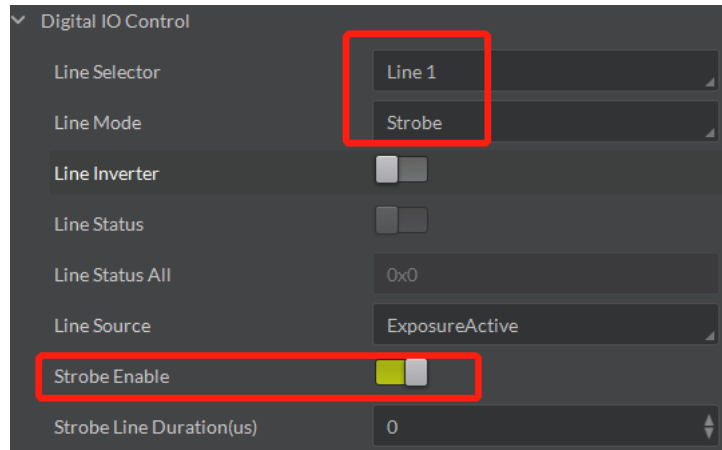 Digital IO Control
Line Selector Line 1
Line Mode Strobe
Line Inverter
Line Status
Line Status All 0x0
Line Source ExposureActive
Strobe Enable
Strobe Line Duration(us) 0